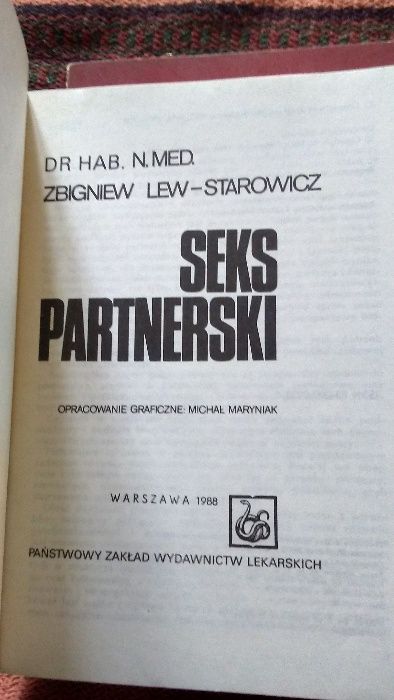 DR HAB. N.MED.
ZBIGNIEW LEW-STAROWICZ
SEKS
PARTNERSKI
OPRACOWANIE GRAFICZNE: MICHAŁ MARYNIAK
WARSZAWA 1988
PAŃSTWOWY ZAKŁAD WYDAWNICTW LEKARSKICH